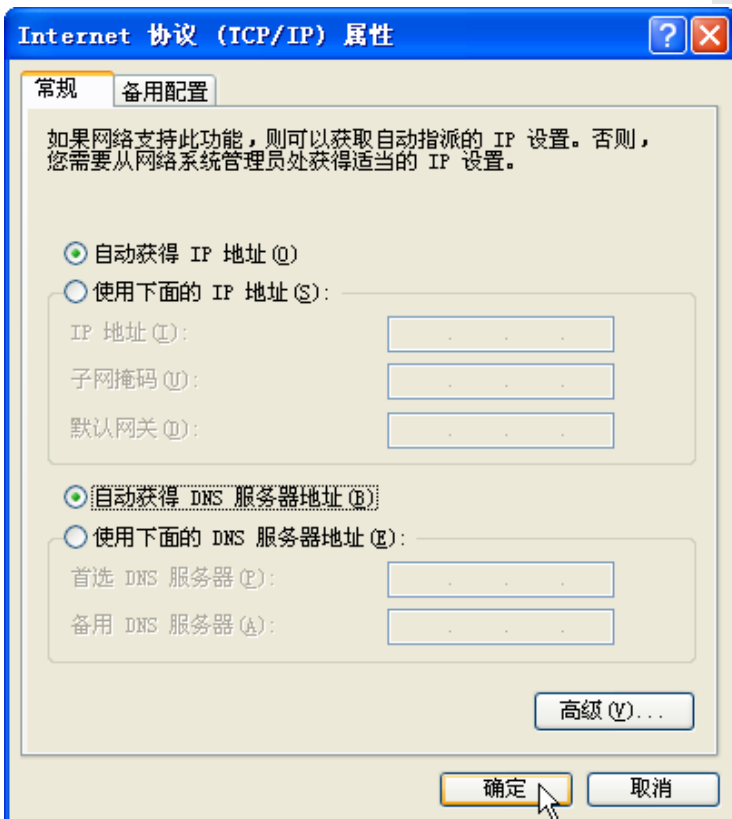 Internet 协议 (TCP/IP) 属性
常规
备用配置
如果网络支持此功能，则可以获取自动指派的 IP 设置。否则，
您需要从网络系统管理员处获得适当的 IP 设置。
自动获得 IP 地址(O)
使用下面的 IP 地址(S):
IP 地址(I):
子网掩码(U):
默认网关(D):
自动获得 DNS 服务器地址(B)
使用下面的 DNS 服务器地址(E):
首选 DNS 服务器(P):
备用 DNS 服务器(A):
高级(V)...
确定
取消